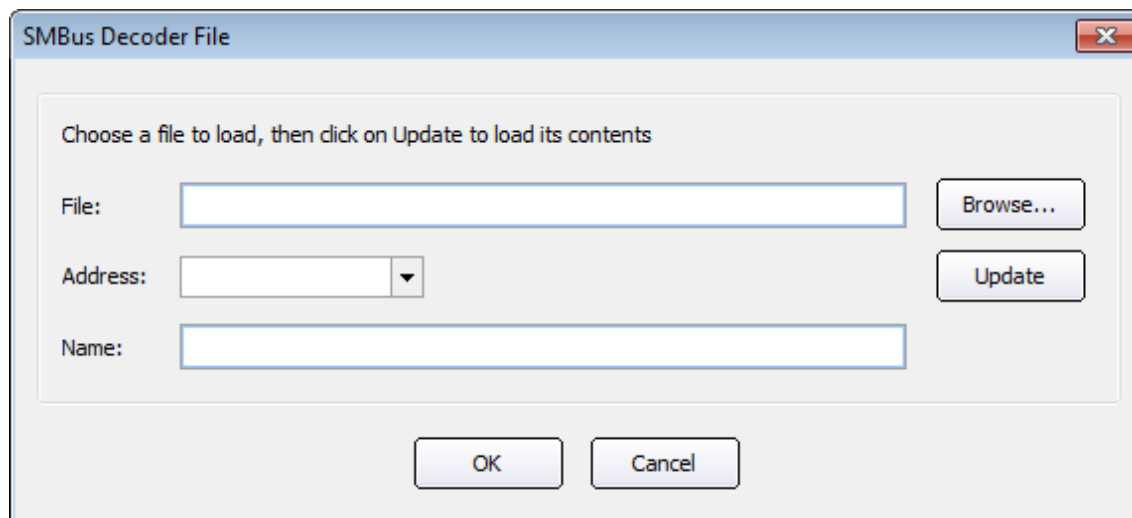 SMBus Decoder File
Choose a file to load, then click on Update to load its contents
File:
Browse...
Address:
Update
Name:
OK
Cancel